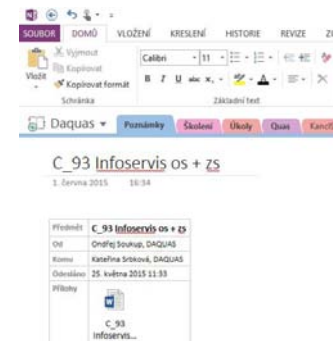 SOUBOR DOMŮ VLOŽENÍ KRESLENÍ HISTORIE REVIZE
Vložit
Vyjmout
Kopírovat
Kopírovat formát
Calibri 11
B I U abc x,
Schránka Základní text
Daquas Poznámky Školení Úkoly Quas
C_93 Infoservis os + zs
1. června 2015 16:34
Předmět C_93 Infoservis os + zs
Od Ondřej Soukup, DAQUAS
Komu Kateřina Srbková, DAQUAS
Odesláno 25. května 2015 11:33
Přílohy
C_93
Infoservis...